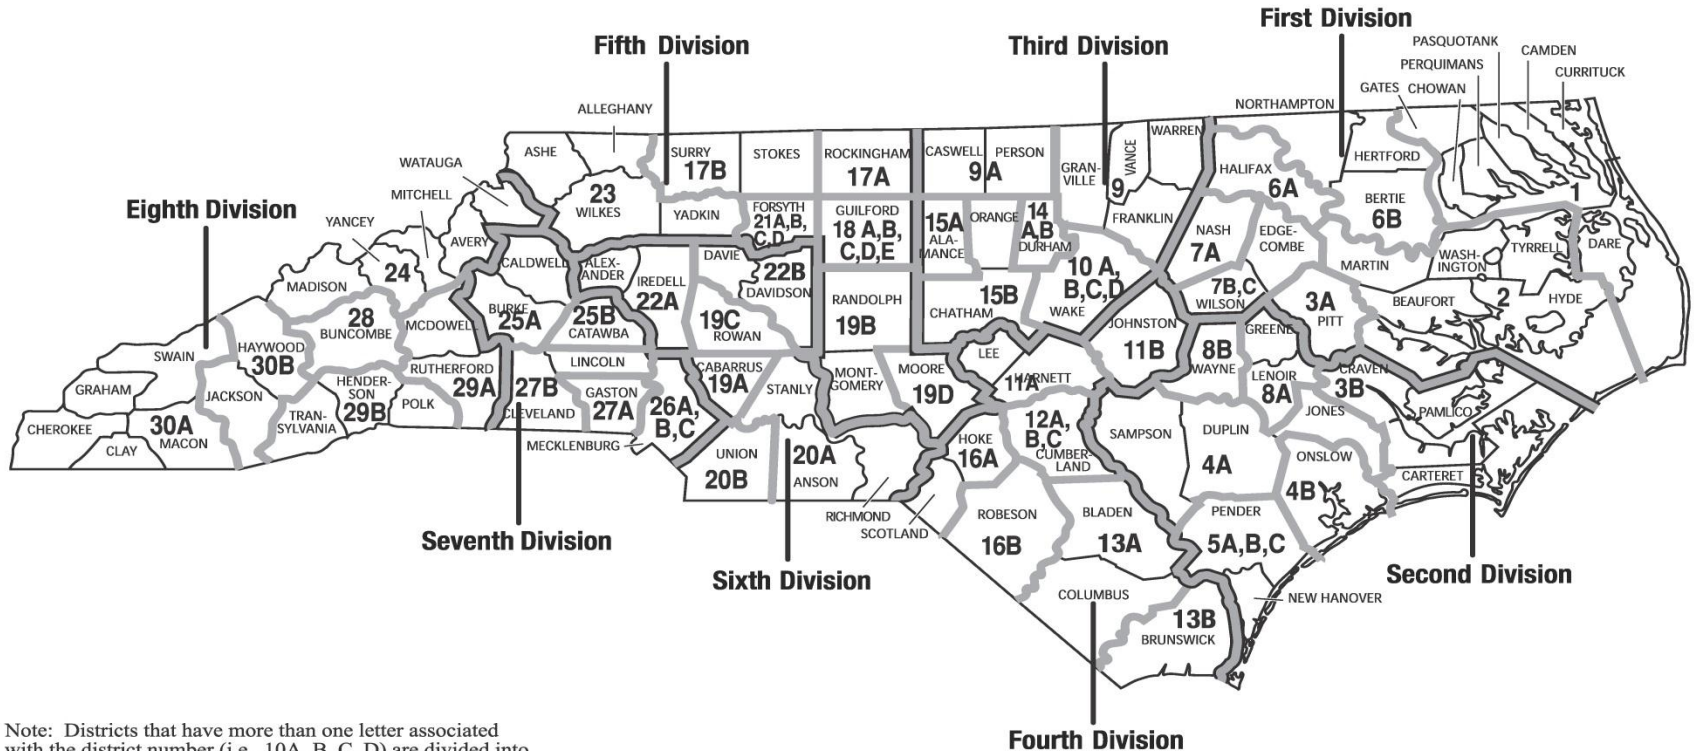 First Division
Fifth Division
Third Division
PASQUOTANK
CAMDEN
PERQUIMANS
CURRITUCK
GATES
CHOWAN
ALLEGHANY
NORTHAMPTON
WARREN
ASHE
SURRY
17B
STOKES
ROCKINGHAM
17A
CASWELL
PERSON
9A
GRAN-
VILLE
VANCE
9
HERTFORD
WATAUGA
HALIFAX
6A
1
MITCHELL
23
WILKES
YADKIN
FORSYTH
21A,B,
C,D
GUILFORD
18 A,B,
C,D,E
15A
ALA-
MANCE
ORANGE
14
A,B
DURHAM
FRANKLIN
BERTIE
6B
Eighth Division
YANCEY
AVERY
NASH
7A
EDGE-
COMBE
WASH-
INGTON
TYRRELL
DARE
24
CALDWELL
ALEX-
ANDER
IREDELL
22A
DAVIE
22B
DAVIDSON
10 A,
B,C,D
WAKE
MARTIN
MADISON
7B,C
WILSON
BEAUFORT
2
HYDE
28
BUNCOMBE
MCDOWELL
BURKE
25A
25B
CATAWBA
19C
ROWAN
RANDOLPH
19B
15B
CHATHAM
JOHNSTON
11B
GREENE
3A
PITT
SWAIN
HAYWOOD
30B
RUTHERFORD
29A
LINCOLN
CABARRUS
19A
STANLY
MONT-
GOMERY
MOORE
19D
LEE
11A
HARNETT
8B
WAYNE
LENOIR
8A
CRAVEN
3B
GRAHAM
JACKSON
HENDER-
SON
29B
POLK
27B
CLEVELAND
GASTON
27A
26A,
B,C
JONES
PAMLICO
CHEROKEE
30A
MACON
CLAY
TRAN-
SYLVANIA
MECKLENBURG
UNION
20B
20A
ANSON
HOKE
16A
12A,
B,C
CUMBER-
LAND
SAMPSON
DUPLIN
4A
ONSLOW
4B
CARTERET
RICHMOND
SCOTLAND
ROBESON
16B
BLADEN
13A
PENDER
5A,B,C
Seventh Division
Sixth Division
Second Division
COLUMBUS
NEW HANOVER
13B
BRUNSWICK
Fourth Division
Note: Districts that have more than one letter associated
with the district number (i.e., 10A, B, C, D) are divided into